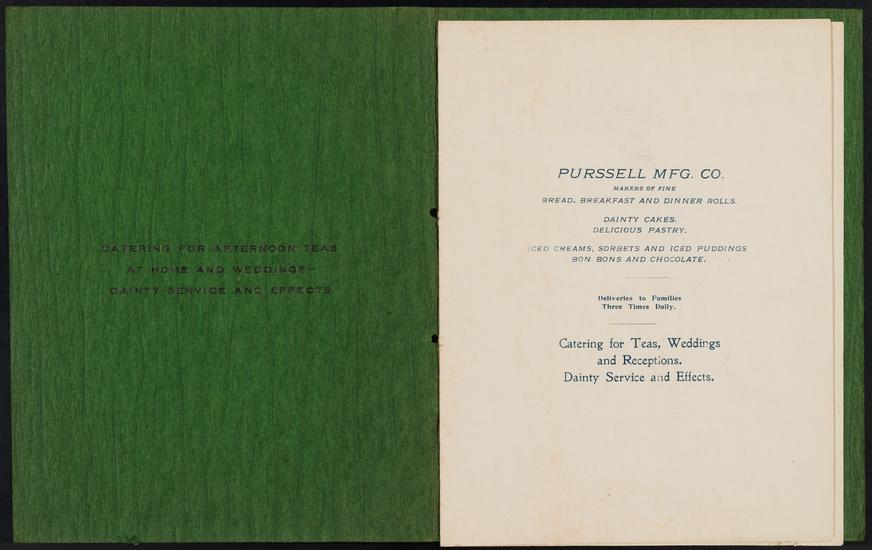 CATERING FOR AFTERNOON TEAS
AT HOME AND WEDDINGS—
DAINTY SERVICE AND EFFECTS
PURSSELL MFG. CO.
MAKERS OF FINE
BREAD, BREAKFAST AND DINNER ROLLS.
DAINTY CAKES.
DELICIOUS PASTRY.
ICED CREAMS, SORBETS AND ICED PUDDINGS
BON BONS AND CHOCOLATE.
Deliveries to Families
Three Times Daily.
Catering for Teas, Weddings
and Receptions.
Dainty Service and Effects.